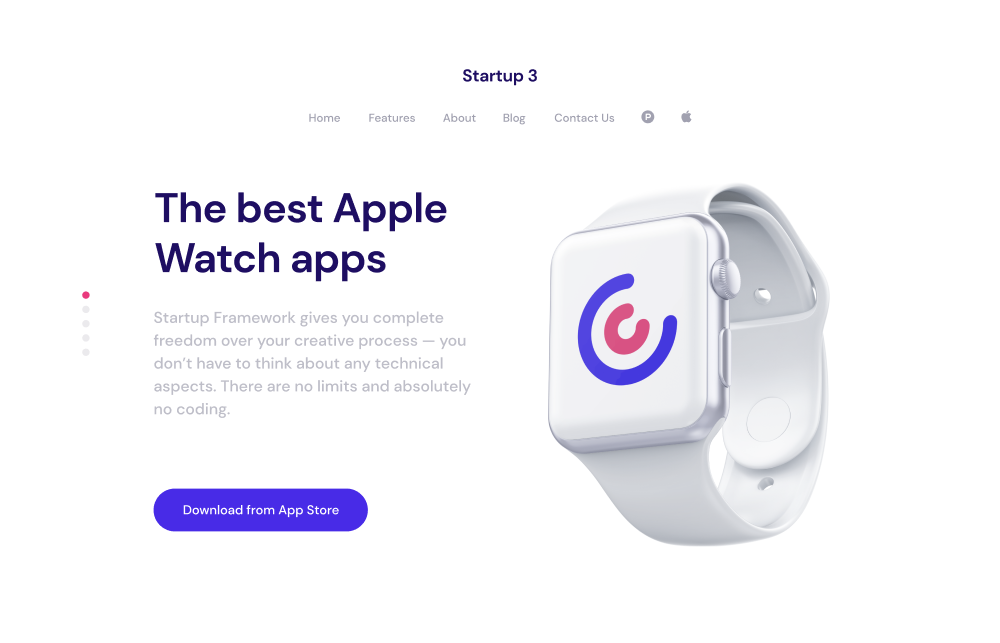 Startup 3
Home Features About Blog Contact Us
The best Apple
Watch apps
Startup Framework gives you complete
freedom over your creative process — you
don’t have to think about any technical
aspects. There are no limits and absolutely
no coding.
Download from App Store